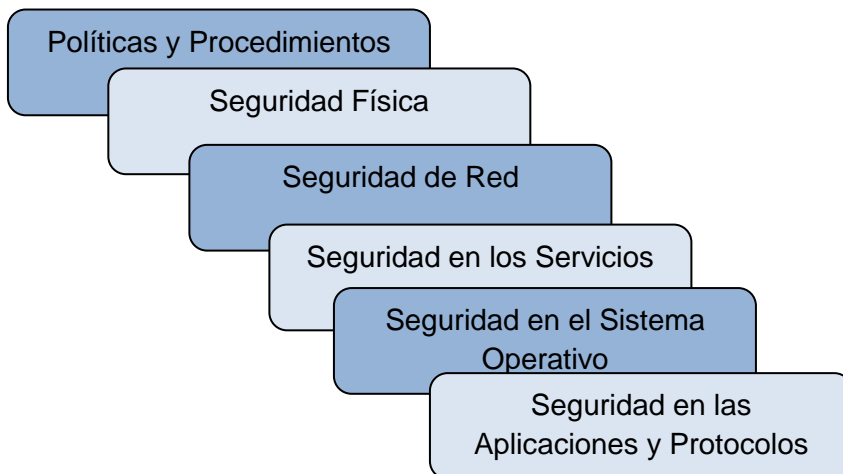 Políticas y Procedimientos
Seguridad Física
Seguridad de Red
Seguridad en los Servicios
Seguridad en el Sistema
Operativo
Seguridad en las
Aplicaciones y Protocolos